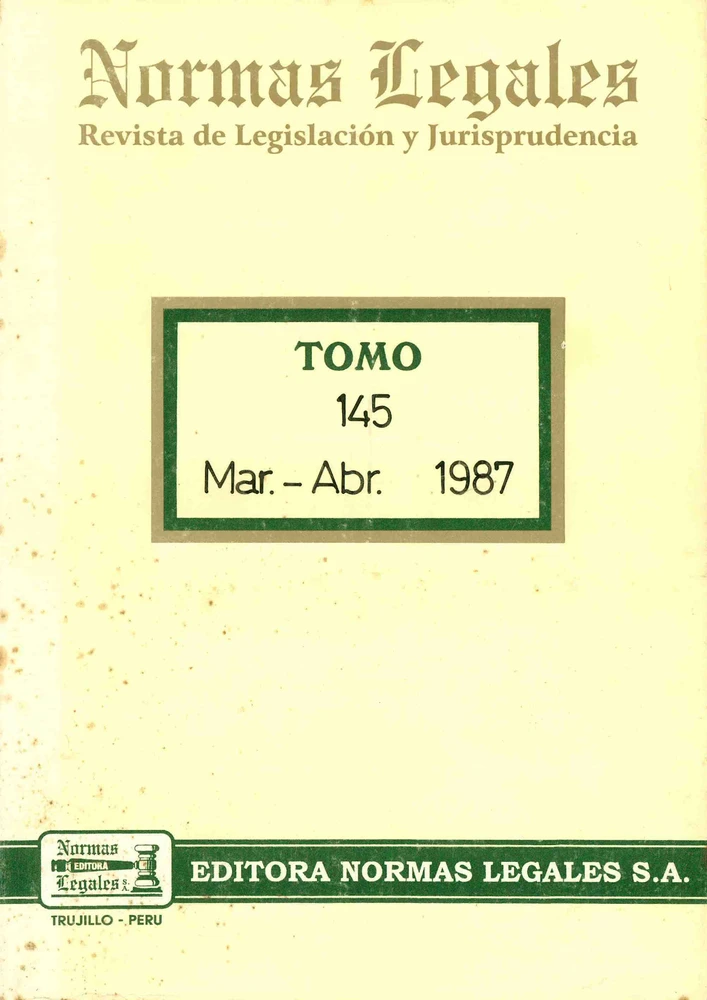 Normas Legales
Revista de Legislación y Jurisprudencia
TOMO
145
Mar. - Abr. 1987
Normas
EDITORA
Legales S.A.
EDITORA NORMAS LEGALES S.A.
TRUJILLO - PERU